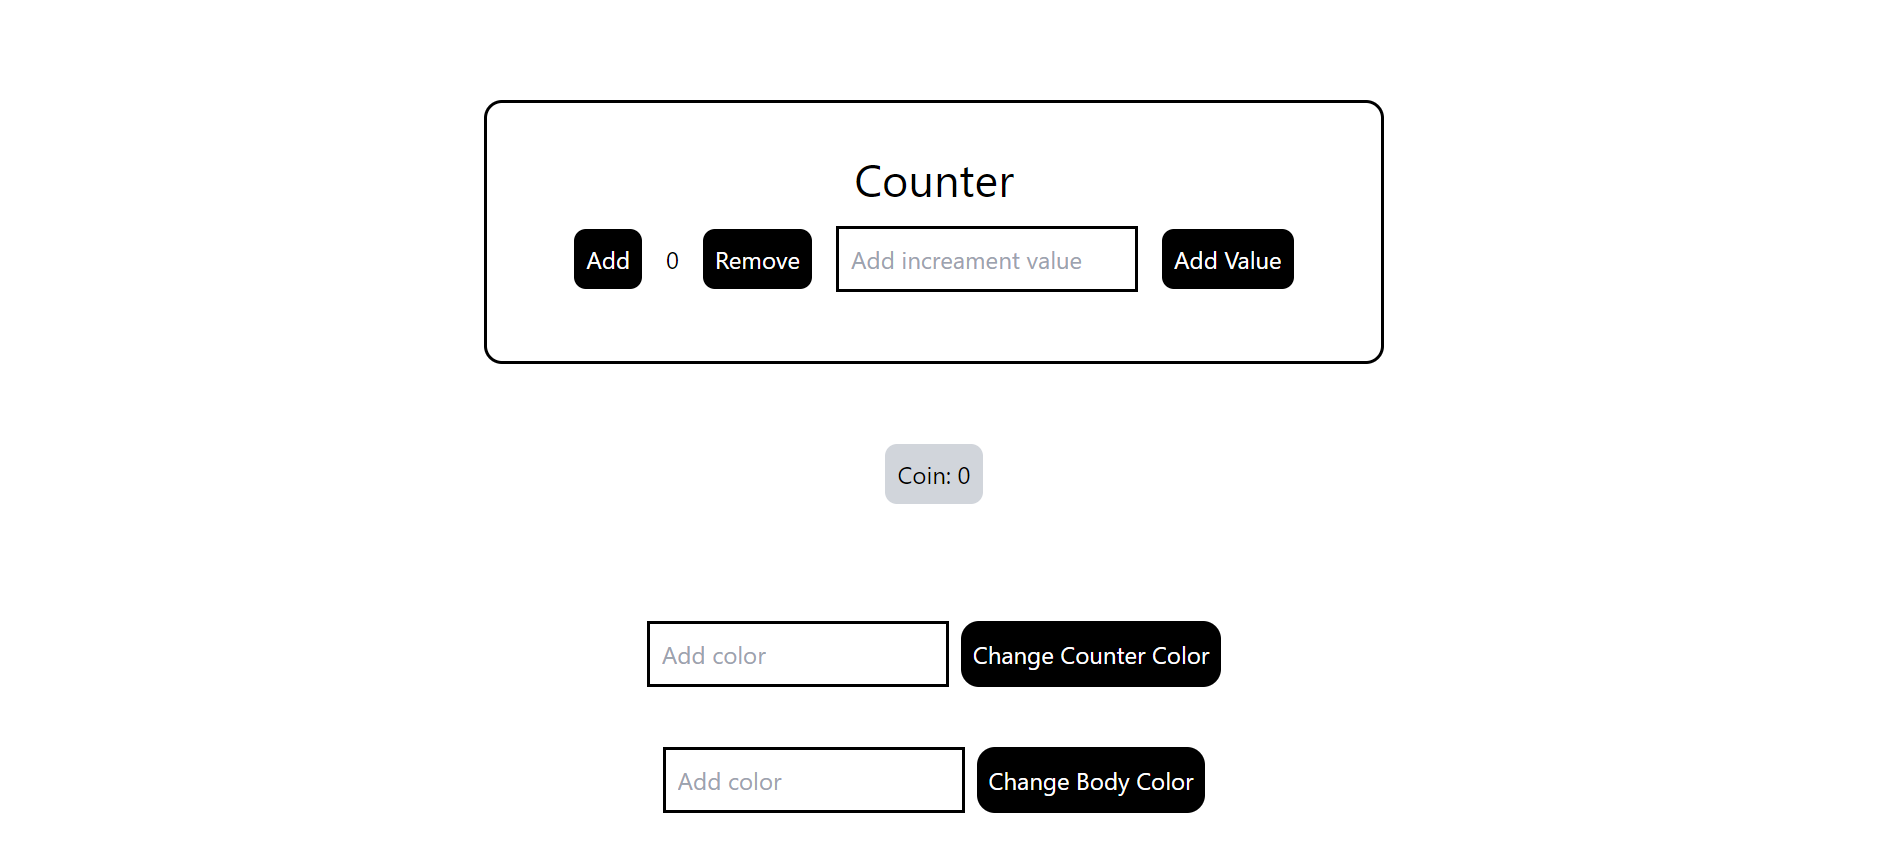 Counter
Add 0 Remove Add increament value Add Value
Coin: 0
Add color Change Counter Color
Add color Change Body Color